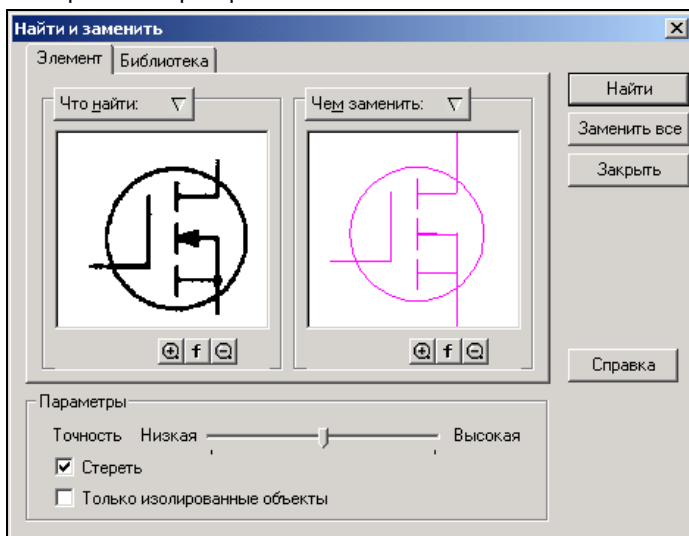 Найти и заменить
Элемент Библиотека
Что найти:
Чем заменить:
Найти
Заменить все
Закрыть
f
f
Справка
Параметры
Точность Низкая Высокая
Стереть
Только изолированные объекты